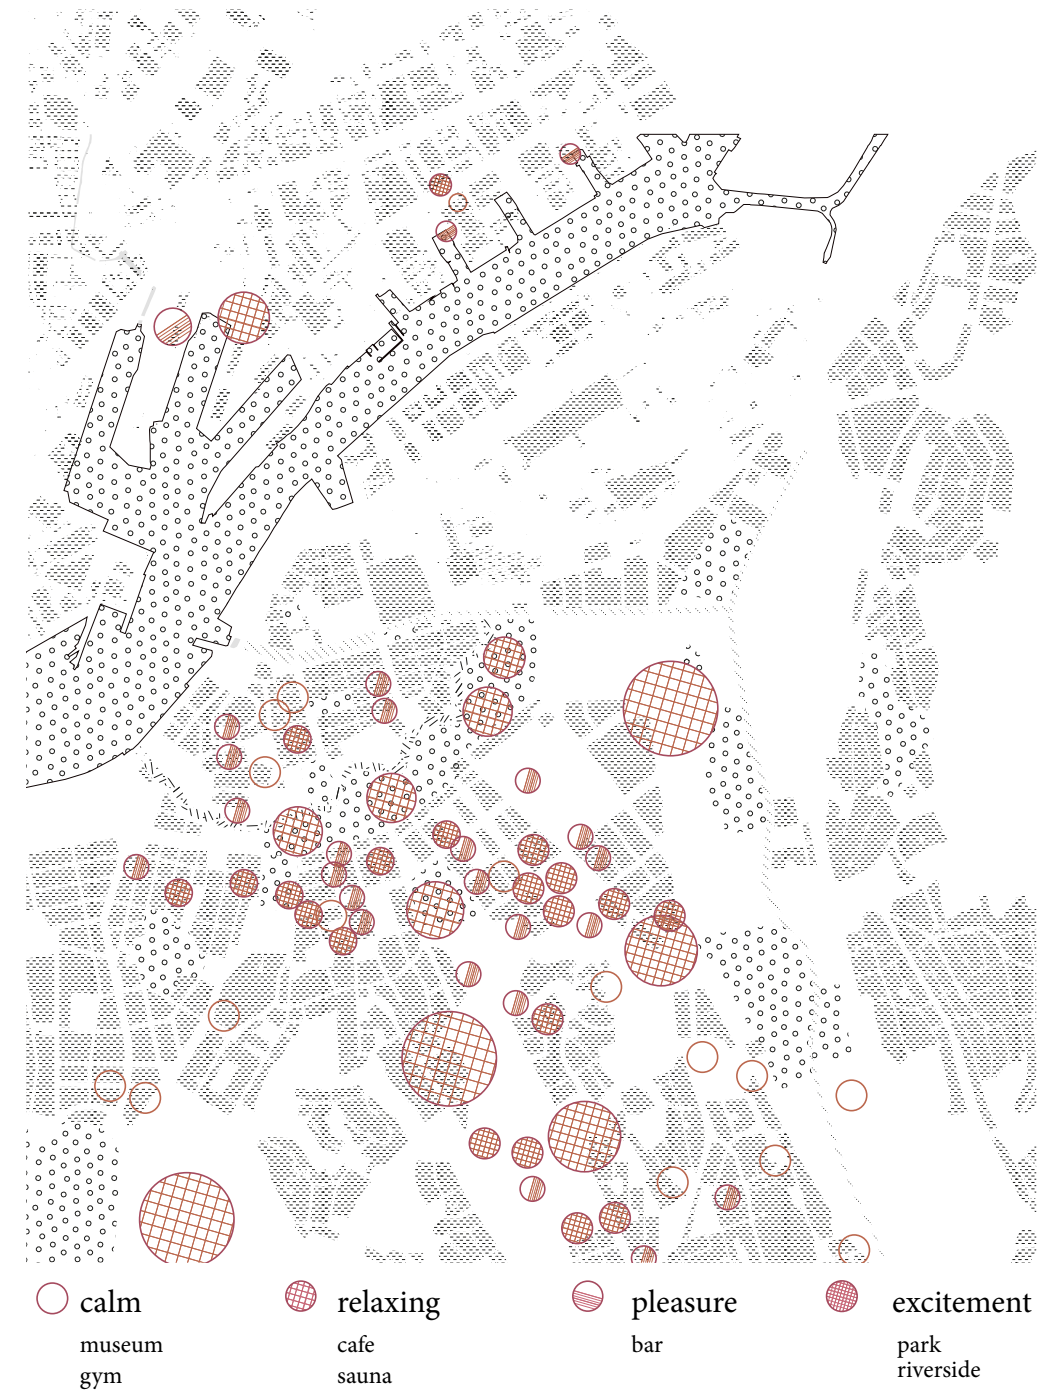 calm
museum
gym
relaxing
cafe
sauna
pleasure
bar
excitement
park
riverside